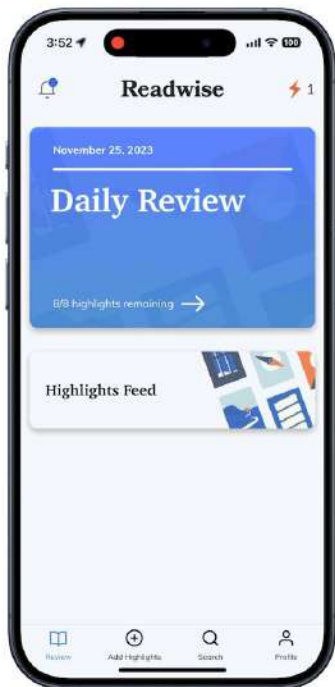 3:52
100
Readwise
1
November 25, 2023
Daily Review
8/8 highlights remaining
Highlights Feed
Review
Add Highlights
Search
Profile